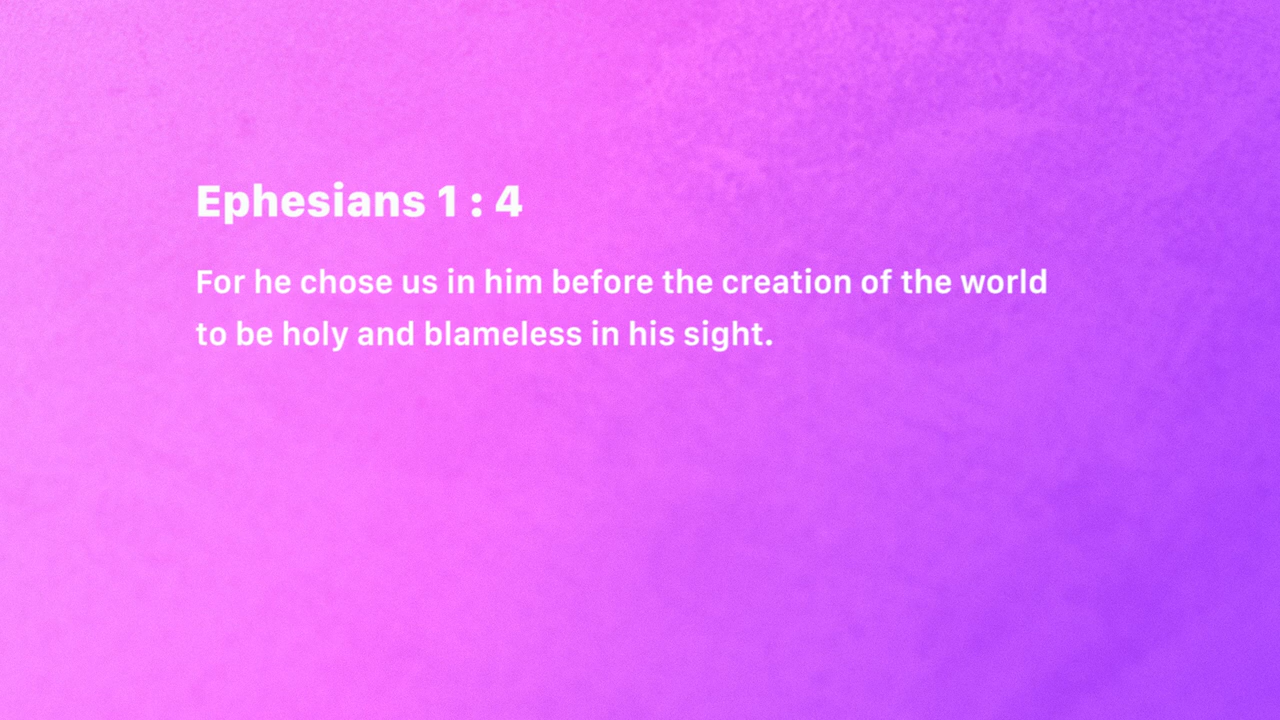 Ephesians 1 : 4
For he chose us in him before the creation of the world
to be holy and blameless in his sight.